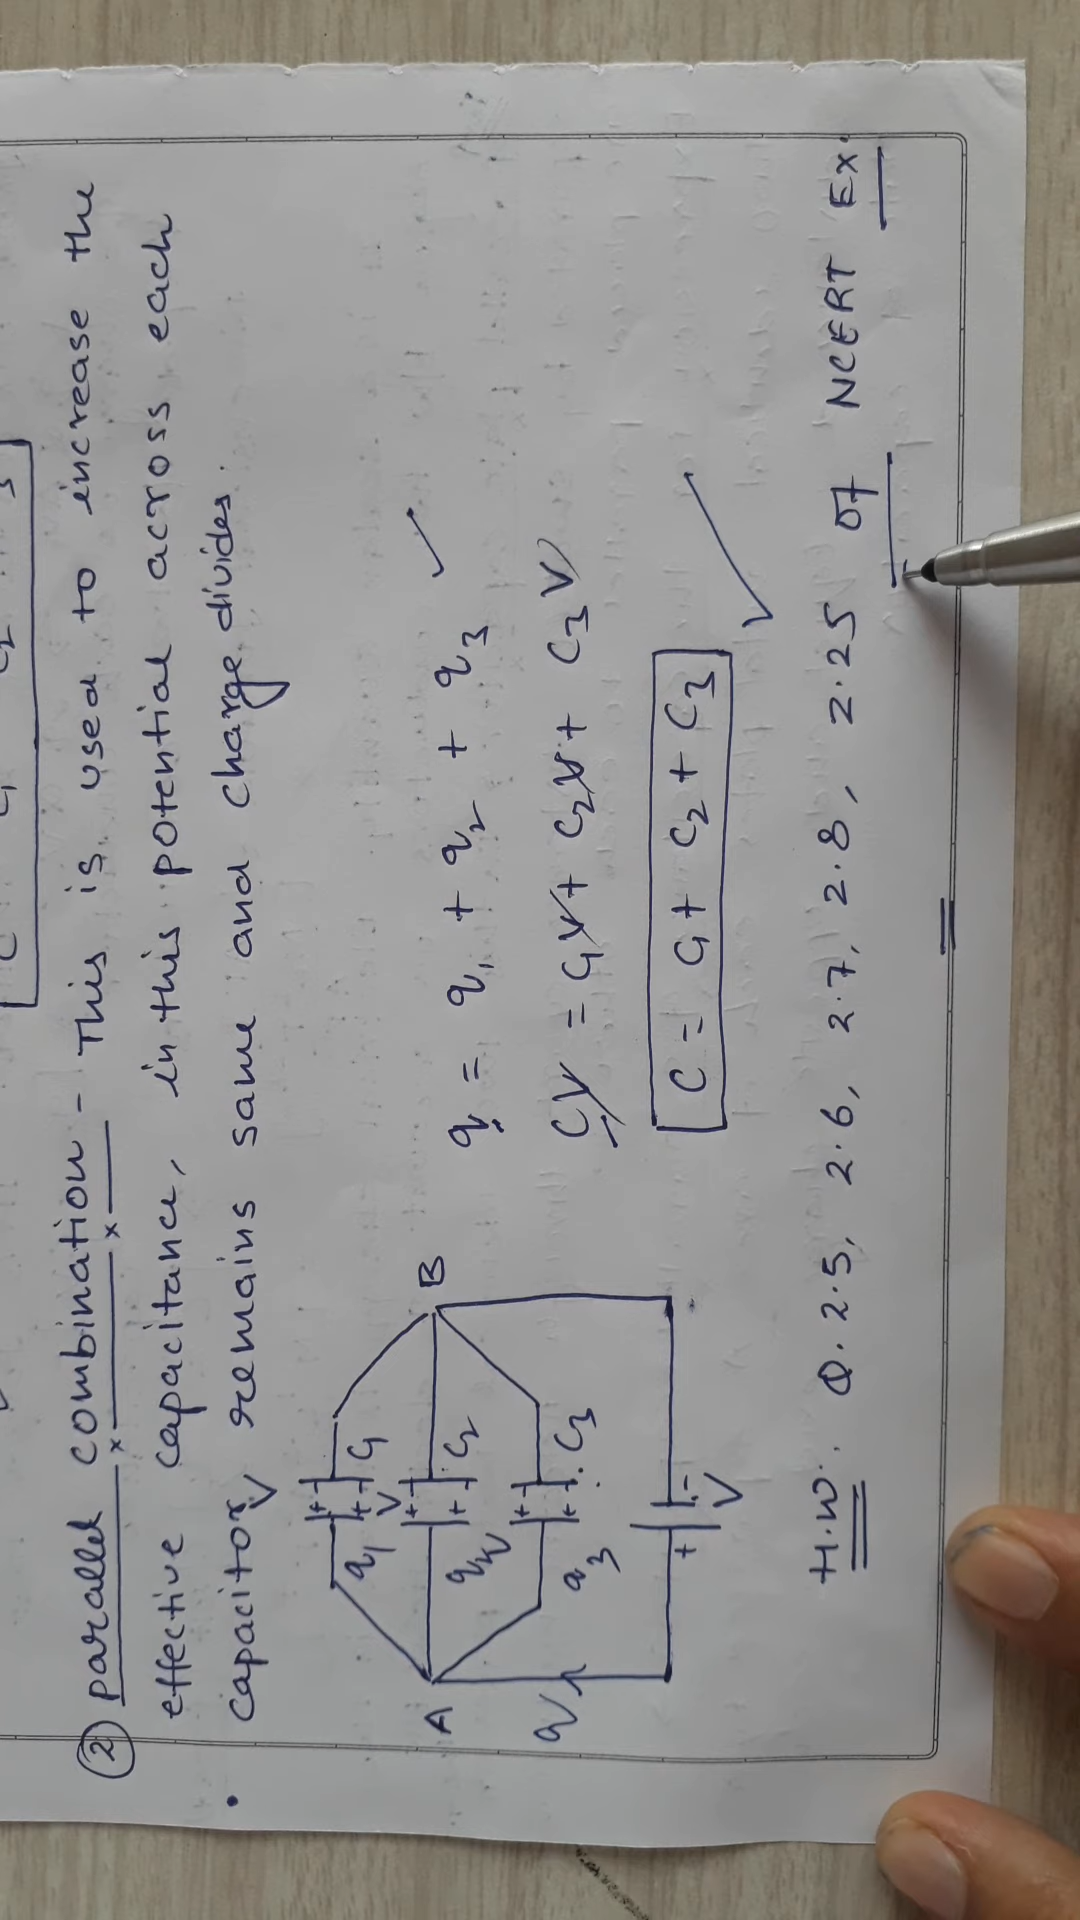 ② parallel combination - This is used to increase the
effective capacitance, in this potential across each
capacitor remains same and charge divides.
q1 C1
V
A q2 C2 B
q3 C3
q
+ -
V
q = q1 + q2 + q3
CV = C1V + C2V + C3V
C = C1 + C2 + C3
H.W. Q. 2.5, 2.6, 2.7, 2.8, 2.25 of NCERT Ex.